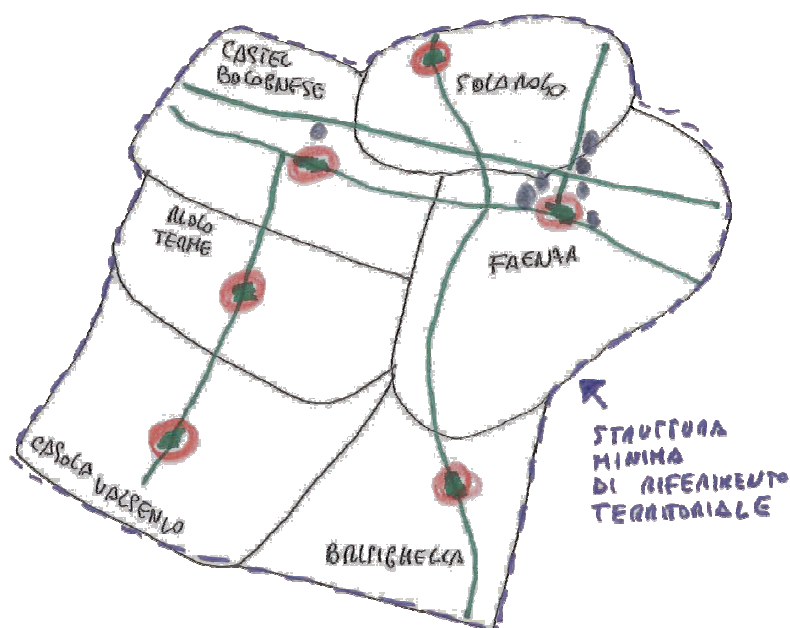 CASTEL
BOLOGNESE
SOLAROLO
RIOLO
TERME
FAENZA
STRUTTURA
MINIMA
DI RIFERIMENTO
TERRITORIALE
CASOLA VALSENIO
BRISIGHELLA